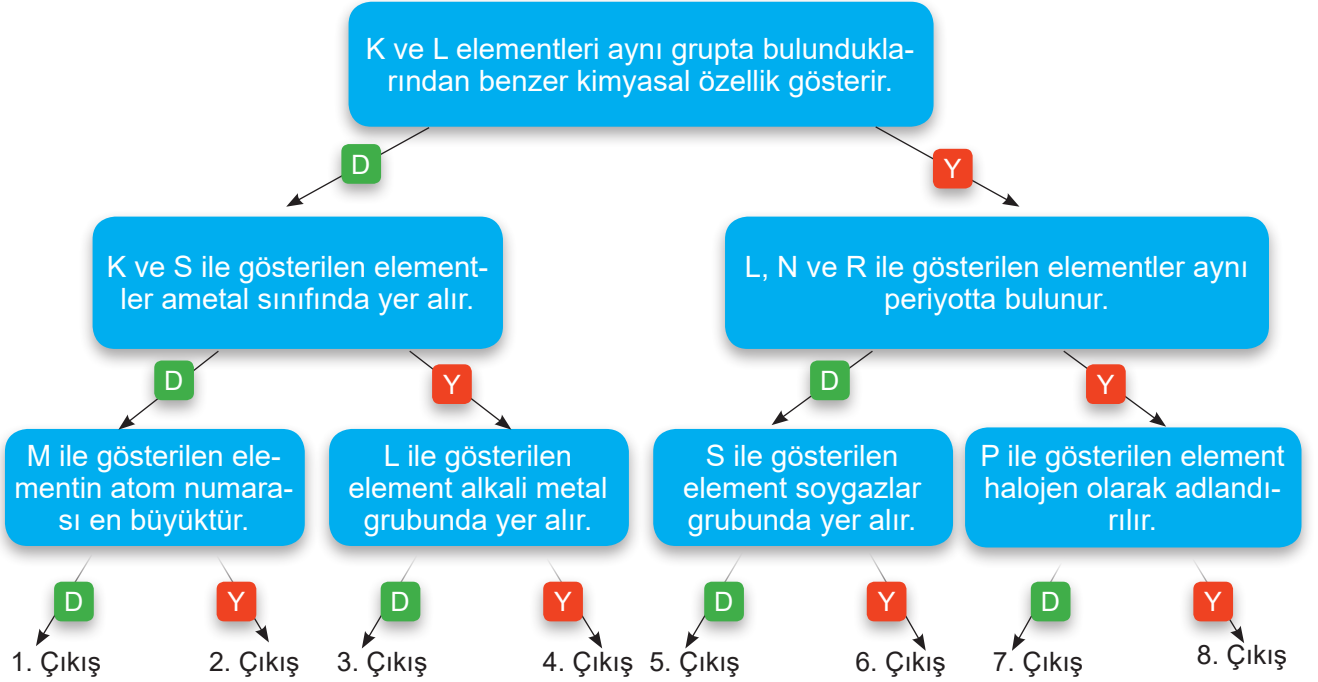 K ve L elementleri aynı grupta bulundukla-
rından benzer kimyasal özellik gösterir.
D
Y
K ve S ile gösterilen element-
ler ametal sınıfında yer alır.
L, N ve R ile gösterilen elementler aynı
periyotta bulunur.
D
Y
D
Y
M ile gösterilen ele-
mentin atom numara-
sı en büyüktür.
L ile gösterilen
element alkali metal
grubunda yer alır.
S ile gösterilen
element soygazlar
grubunda yer alır.
P ile gösterilen element
halojen olarak adlandı-
rılır.
D
Y
D
Y
D
Y
D
Y
1. Çıkış
2. Çıkış
3. Çıkış
4. Çıkış
5. Çıkış
6. Çıkış
7. Çıkış
8. Çıkış